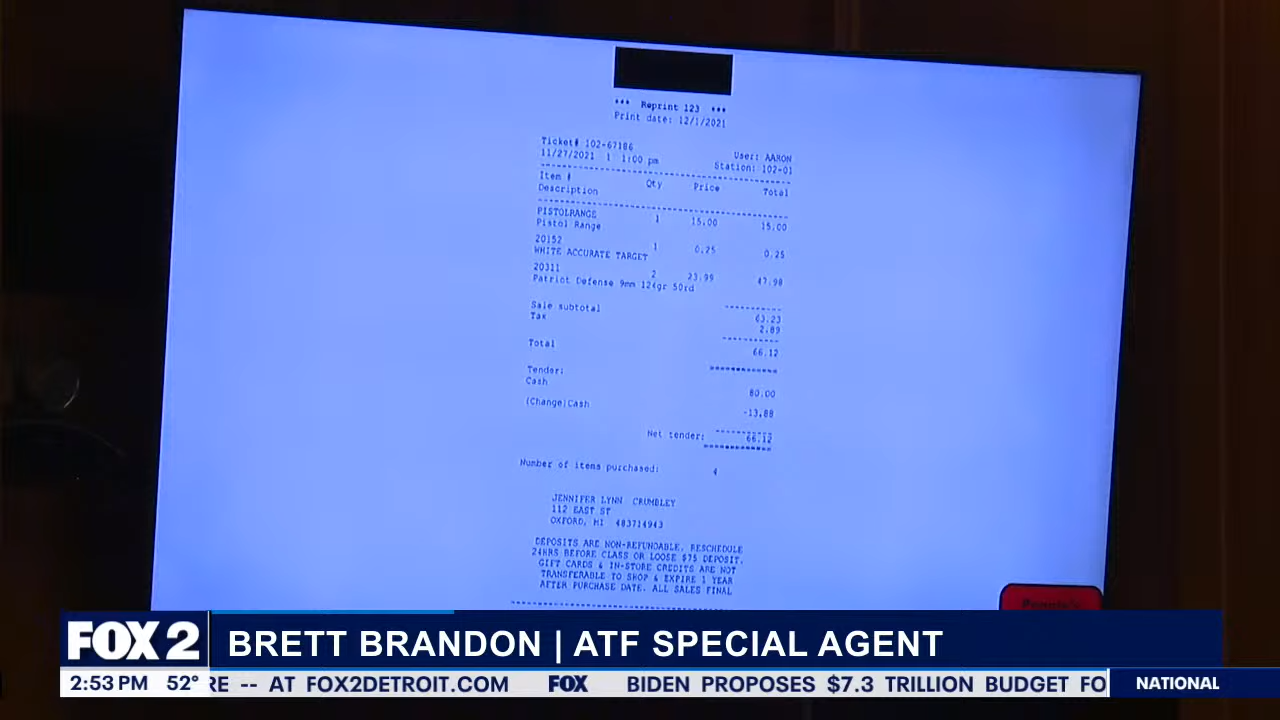 *** Reprint 123 ***
Print date: 12/1/2021
Ticket# 102-67186 User: AARON
11/27/2021 1 1:00 pm Station: 102-01
Item # Qty Price Total
Description
PISTOLRANGE 1 15.00 15.00
Pistol Range
20152 1 0.25 0.25
WHITE ACCURATE TARGET
20311 2 23.99 47.98
Patriot Defense 9mm 124gr 50rd
Sale subtotal 63.23
Tax 2.89
Total 66.12
Tender:
Cash 80.00
(Change)Cash -13.88
Net tender: 66.12
Number of items purchased: 4
JENNIFER LYNN CRUMBLEY
112 EAST ST
OXFORD, MI 483714943
DEPOSITS ARE NON-REFUNDABLE. RESCHEDULE
24HRS BEFORE CLASS OR LOOSE $75 DEPOSIT.
GIFT CARDS & IN-STORE CREDITS ARE NOT
TRANSFERABLE TO SHOP & EXPIRE 1 YEAR
AFTER PURCHASE DATE. ALL SALES FINAL
People's
FOX 2 BRETT BRANDON | ATF SPECIAL AGENT
2:53 PM 52° RE -- AT FOX2DETROIT.COM FOX BIDEN PROPOSES $7.3 TRILLION BUDGET FO NATIONAL